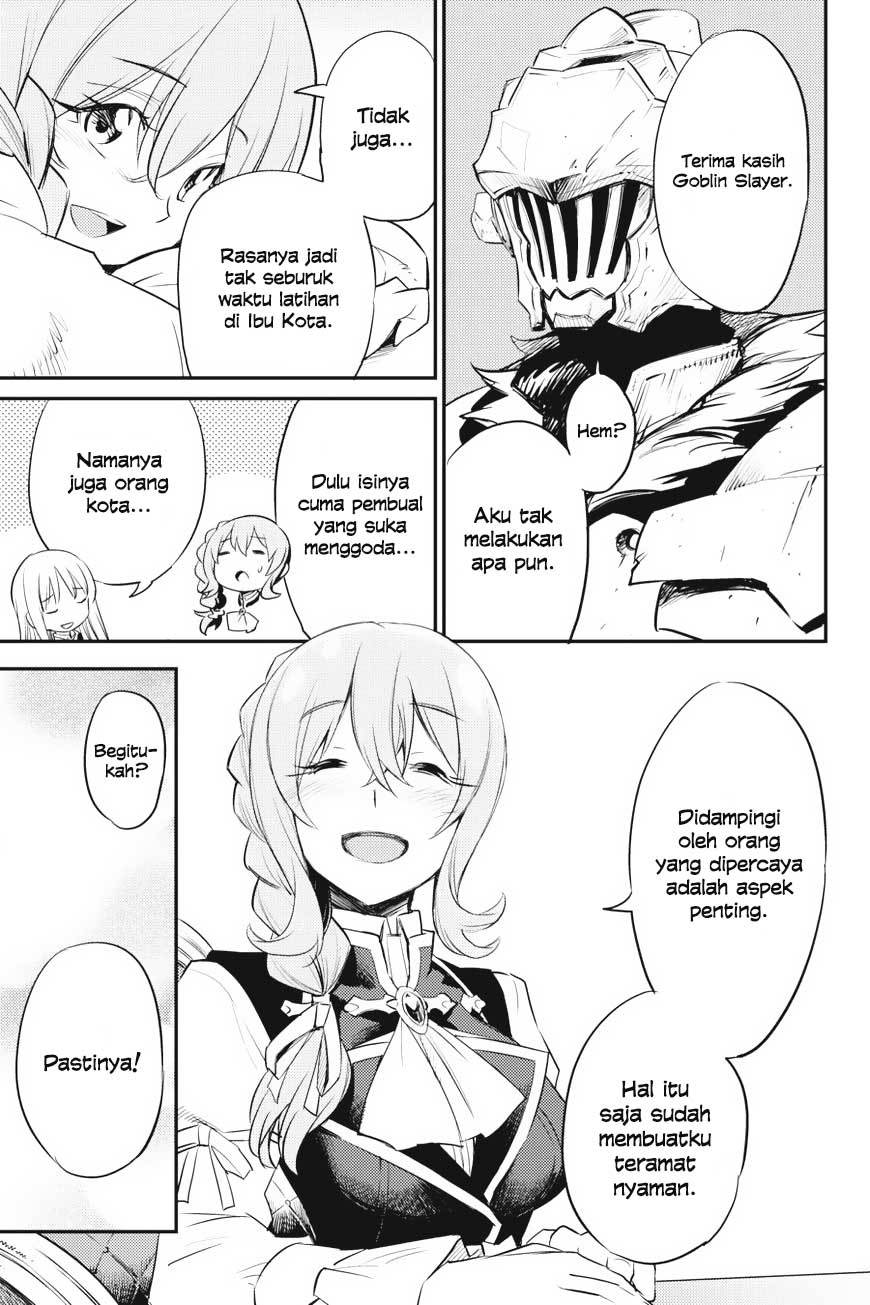 Terima kasih
Goblin Slayer.
Hem?
Aku tak
melakukan
apa pun.
Tidak
juga...
Rasanya jadi
tak seburuk
waktu latihan
di Ibu Kota.
Dulu isinya
cuma pembual
yang suka
menggoda...
Namanya
juga orang
kota...
Didampingi
oleh orang
yang dipercaya
adalah aspek
penting.
Hal itu
saja sudah
membuatku
teramat
nyaman.
Begitu-
kah?
Pastinya!